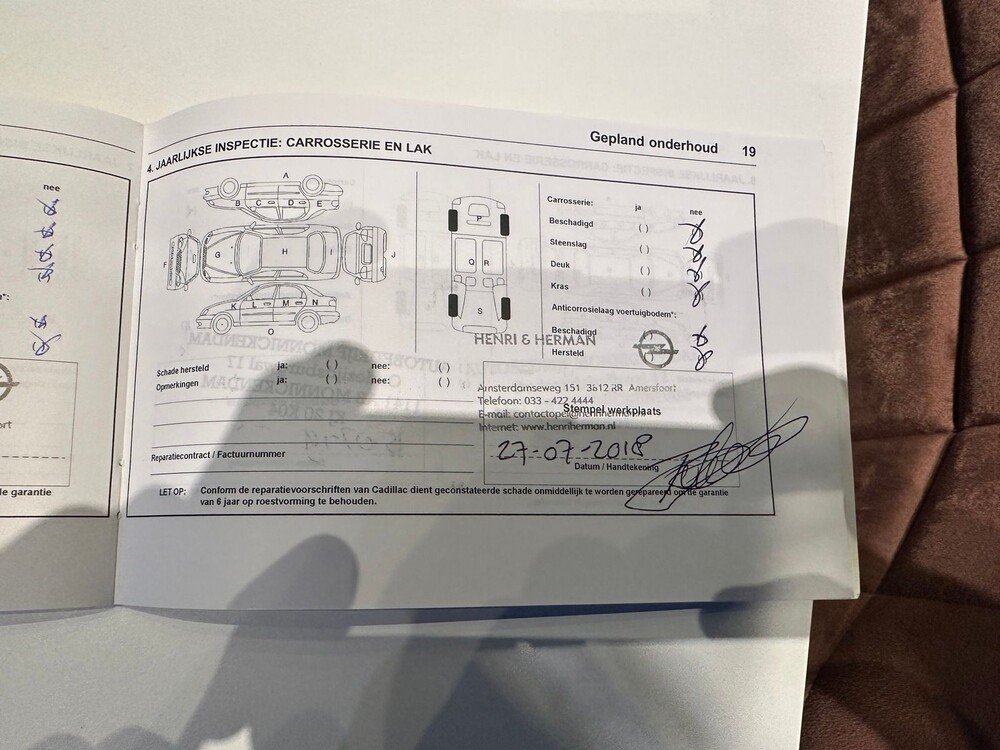 nee
Gepland onderhoud 19
4. JAARLIJKSE INSPECTIE: CARROSSERIE EN LAK
A
B C D E
F G H I J
K L M N
O
P
Q R
S
Carrosserie: ja nee
Beschadigd ( )
Steenslag ( )
Deuk ( )
Kras ( )
Anticorrosielaag voertuigbodem*:
Beschadigd
Hersteld
HENRI & HERMAN
Schade hersteld ja: ( ) nee: ( )
Opmerkingen ja: ( ) nee: ( )
Amsterdamseweg 151 3812 RR Amersfoort
Telefoon: 033 - 422 4444
E-mail: contactopel@henriherman.nl
Stempel werkplaats
Internet: www.henriherman.nl
27-07-2018
Reparatiecontract / Factuurnummer
Datum / Handtekening
LET OP: Conform de reparatievoorschriften van Cadillac dient geconstateerde schade onmiddellijk te worden gerepareerd om de garantie
van 6 jaar op roestvorming te behouden.
de garantie